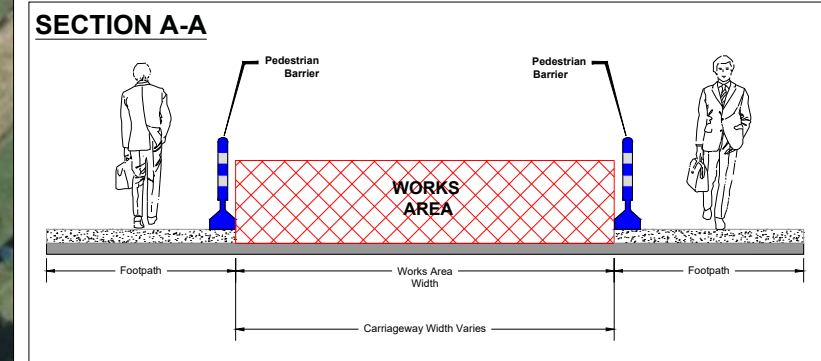 SECTION A-A
Pedestrian
Barrier
Pedestrian
Barrier
WORKS
AREA
Footpath
Works Area
Width
Footpath
Carriageway Width Varies